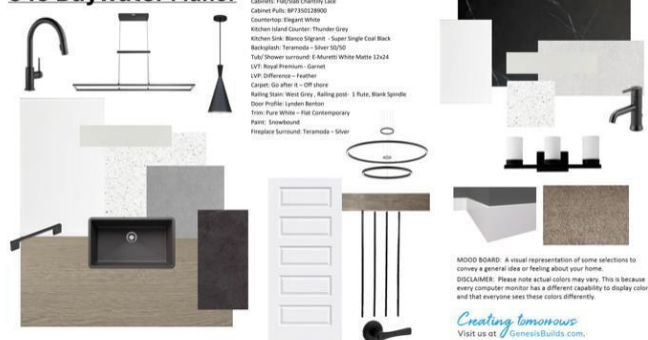 Cabinets: Flat/Slab Chantilly Lace
Cabinet Pulls: BP7350128900
Countertop: Elegant White
Kitchen Island Counter: Thunder Grey
Kitchen Sink: Blanco Silgranit - Super Single Coal Black
Backsplash: Teramoda – Silver 50/50
Tub/ Shower surround: E-Muretti White Matte 12x24
LVT: Royal Premium - Garnet
LVP: Difference – Feather
Carpet: Go after it – Off shore
Railing Stain: West Grey, Railing post- 1 flute, Blank Spindle
Door Profile: Lynden Benton
Trim: Pure White – Flat Contemporary
Paint: Snowbound
Fireplace Surround: Teramoda – Silver
MOOD BOARD: A visual representation of some selections to
convey a general idea or feeling about your home.
DISCLAIMER: Please note actual colors may vary. This is because
every computer monitor has a different capability to display color
and that everyone sees these colors differently.
Creating tomorrows
Visit us at GenesisBuilds.com.